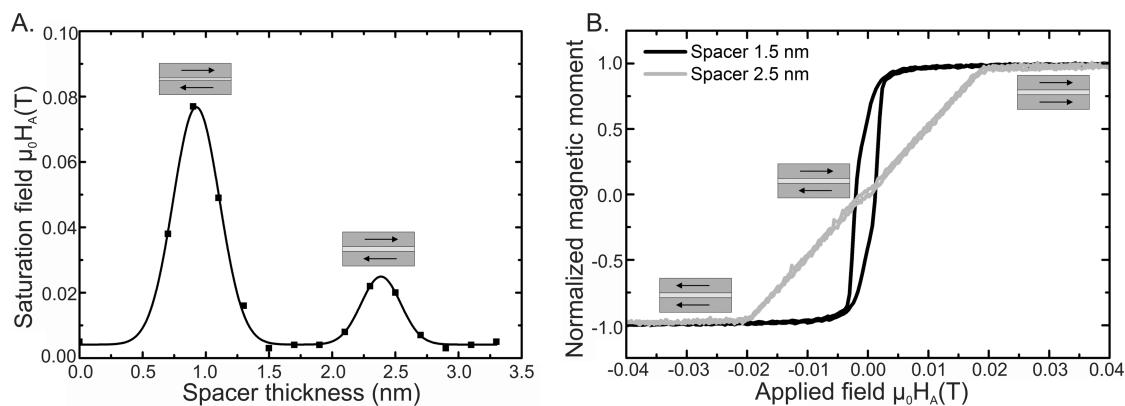 A.
0.10
0.08
0.06
0.04
0.02
0.00
Saturation field μ₀H_A(T)
0.0 0.5 1.0 1.5 2.0 2.5 3.0 3.5
Spacer thickness (nm)
B.
Spacer 1.5 nm
Spacer 2.5 nm
1.0
0.5
0.0
-0.5
-1.0
Normalized magnetic moment
-0.04 -0.03 -0.02 -0.01 0.00 0.01 0.02 0.03 0.04
Applied field μ₀H_A(T)